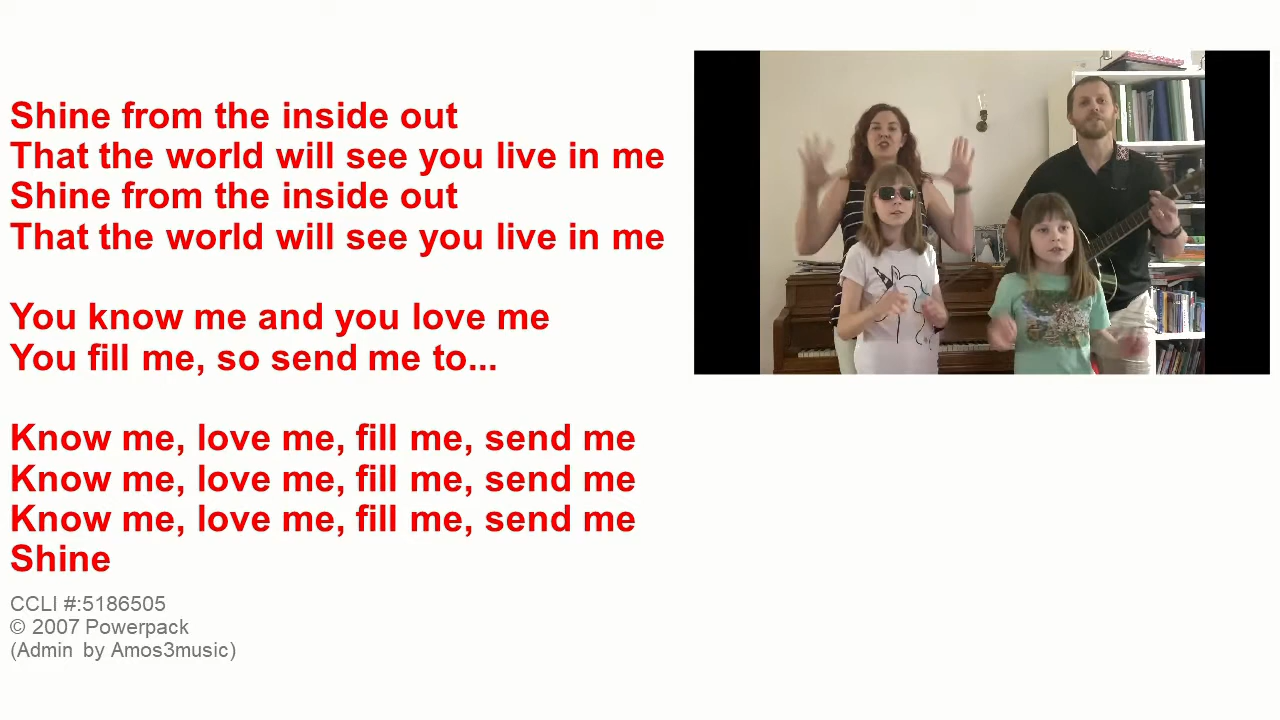 Shine from the inside out
That the world will see you live in me
Shine from the inside out
That the world will see you live in me
You know me and you love me
You fill me, so send me to...
Know me, love me, fill me, send me
Know me, love me, fill me, send me
Know me, love me, fill me, send me
Shine
CCLI #:5186505
© 2007 Powerpack
(Admin by Amos3music)